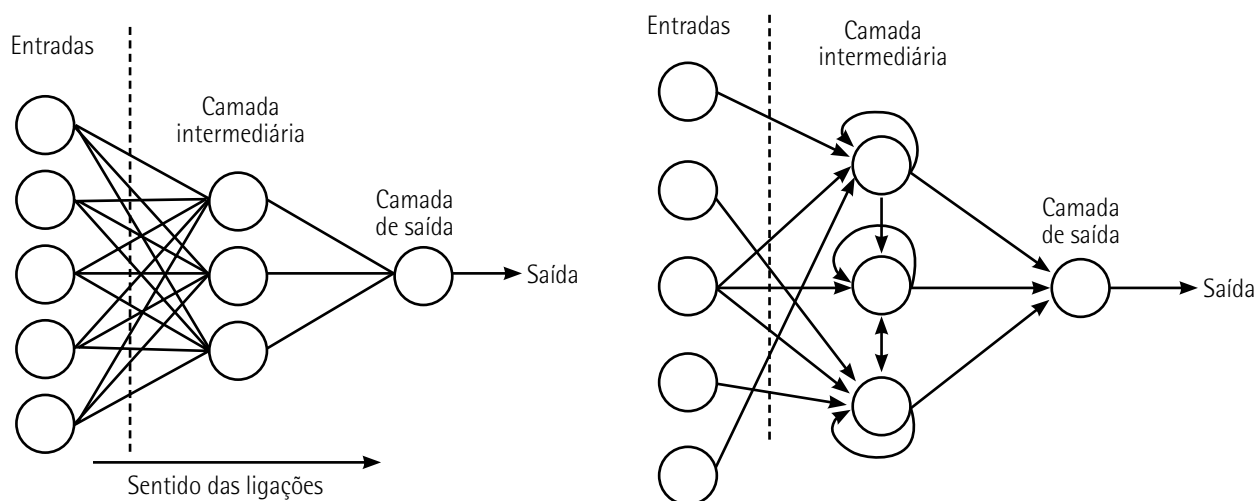 Entradas
Camada
intermediária
Camada
de saída
Saída
Sentido das ligações
Entradas
Camada
intermediária
Camada
de saída
Saída